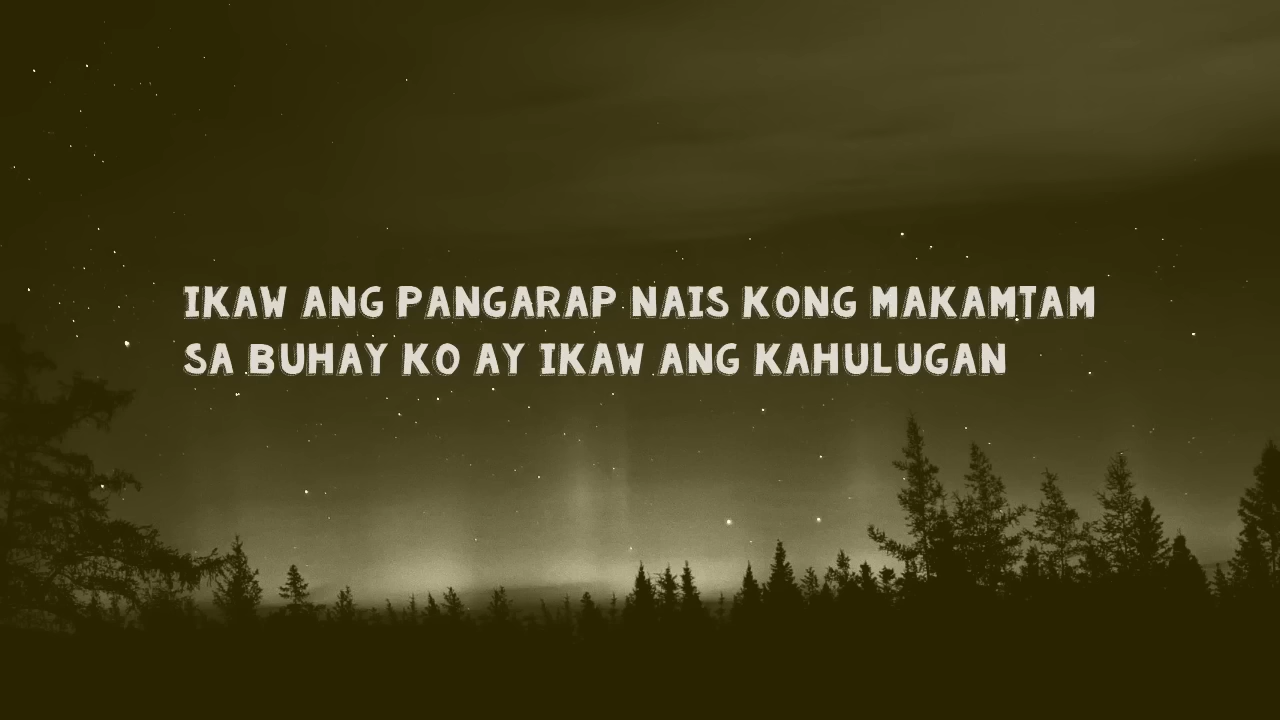 IKAW ANG PANGARAP NAIS KONG MAKAMTAM
SA BUHAY KO AY IKAW ANG KAHULUGAN